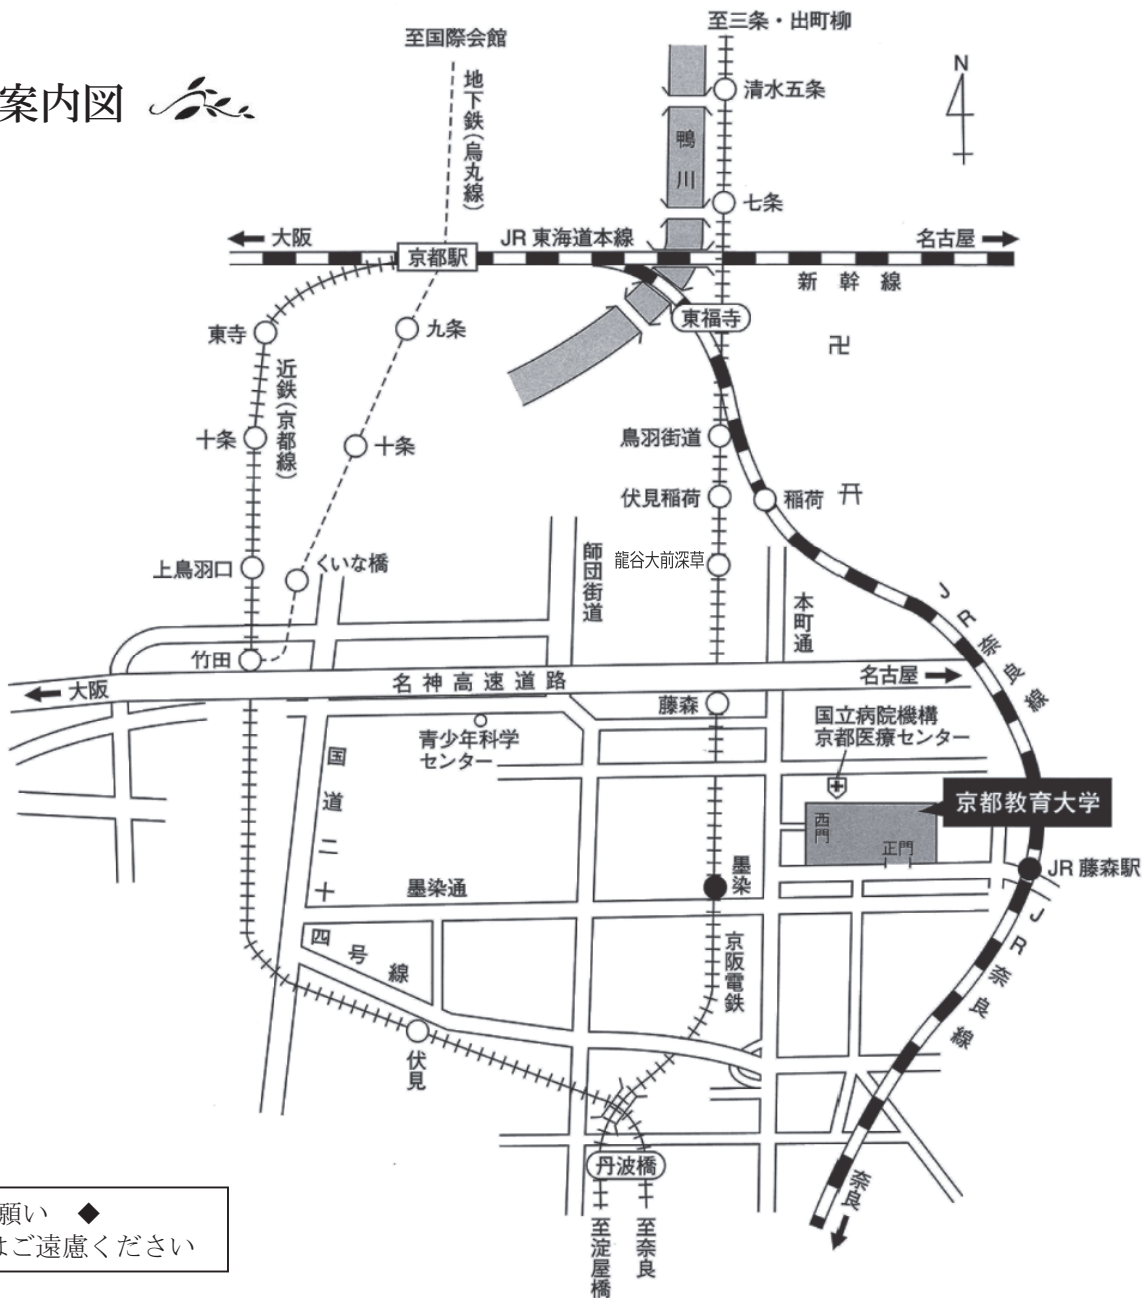 至三条・出町柳
至国際会館
案内図
N
地下鉄(烏丸線)
清水五条
鴨川
七条
大阪
JR 東海道本線
名古屋
京都駅
新幹線
東福寺
東寺
九条
卍
近鉄(京都線)
十条
十条
鳥羽街道
伏見稲荷
稲荷
師団街道
龍谷大前深草
上鳥羽口
くいな橋
本町通
JR奈良線
竹田
名神高速道路
名古屋
大阪
藤森
国立病院機構
京都医療センター
青少年科学
センター
国道二十四号線
京都教育大学
西門
正門
墨染
JR 藤森駅
墨染通
京阪電鉄
JR奈良線
伏見
丹波橋
奈良
願い ◆
はご遠慮ください
至淀屋橋
至奈良